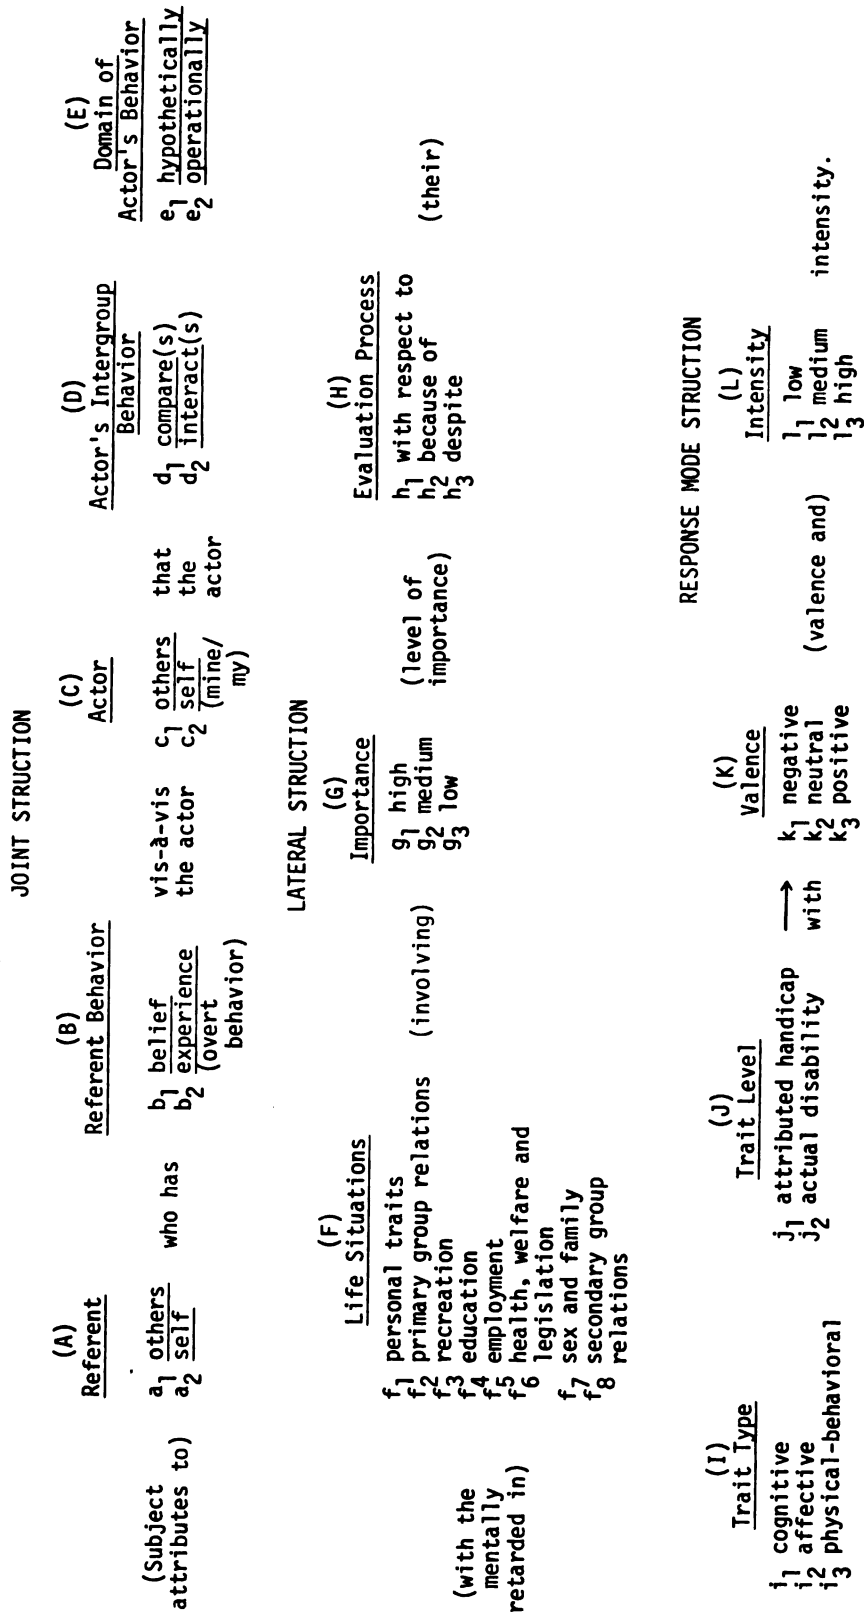 JOINT STRUCTION
(A) (B) (C) (D) (E)
Referent Referent Behavior Actor Actor's Intergroup Behavior Domain of Actor's Behavior
(Subject attributes to)
a1 others
a2 self
who has
b1 belief
b2 experience
(overt
behavior)
vis-à-vis
the actor
c1 others
c2 self
(mine/
my)
that
the
actor
d1 compare(s)
d2 interact(s)
e1 hypothetically
e2 operationally
LATERAL STRUCTION
(F) (G) (H)
Life Situations Importance Evaluation Process
(with the
mentally
retarded in)
f1 personal traits
f2 primary group relations
f3 recreation
f4 education
f5 employment
f6 health, welfare and
legislation
f7 sex and family
f8 secondary group
relations
(involving)
g1 high
g2 medium
g3 low
(level of
importance)
h1 with respect to
h2 because of
h3 despite
(their)
RESPONSE MODE STRUCTION
(I) (J) (K) (L)
Trait Type Trait Level Valence Intensity
i1 cognitive
i2 affective
i3 physical-behavioral
j1 attributed handicap
j2 actual disability
→
with
k1 negative
k2 neutral
k3 positive
(valence and)
l1 low
l2 medium
l3 high
intensity.